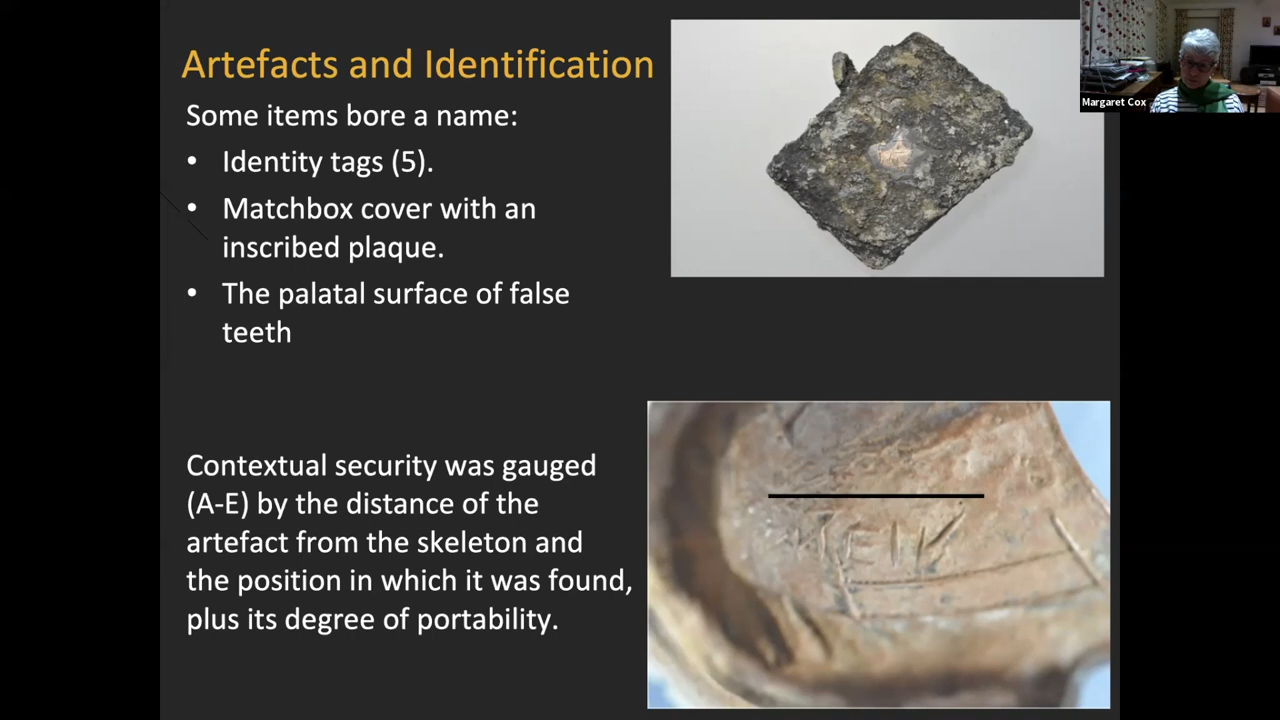 Artefacts and Identification
Some items bore a name:
• Identity tags (5).
• Matchbox cover with an
inscribed plaque.
• The palatal surface of false
teeth
Contextual security was gauged
(A-E) by the distance of the
artefact from the skeleton and
the position in which it was found,
plus its degree of portability.
Margaret Cox